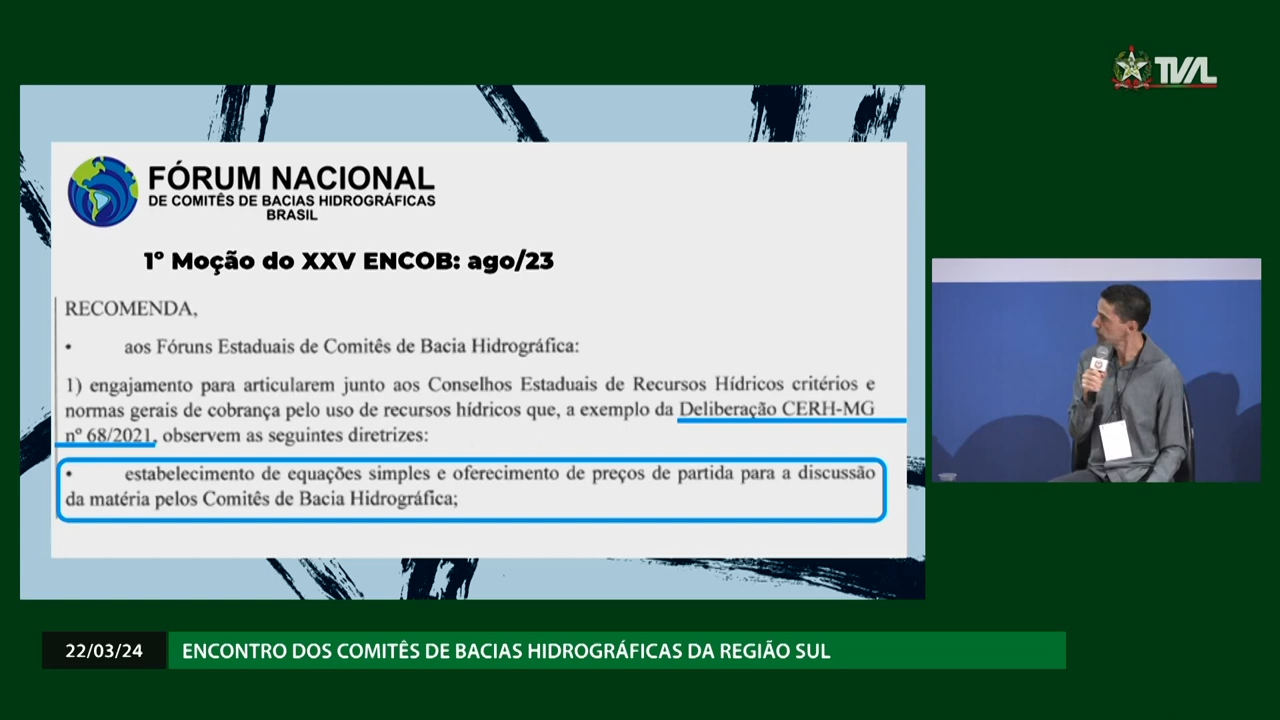 TVAL
FÓRUM NACIONAL
DE COMITÊS DE BACIAS HIDROGRÁFICAS
BRASIL
1º Moção do XXV ENCOB: ago/23
RECOMENDA,
• aos Fóruns Estaduais de Comitês de Bacia Hidrográfica:
1) engajamento para articularem junto aos Conselhos Estaduais de Recursos Hídricos critérios e
normas gerais de cobrança pelo uso de recursos hídricos que, a exemplo da Deliberação CERH-MG
nº 68/2021, observem as seguintes diretrizes:
• estabelecimento de equações simples e oferecimento de preços de partida para a discussão
da matéria pelos Comitês de Bacia Hidrográfica;
22/03/24 ENCONTRO DOS COMITÊS DE BACIAS HIDROGRÁFICAS DA REGIÃO SUL